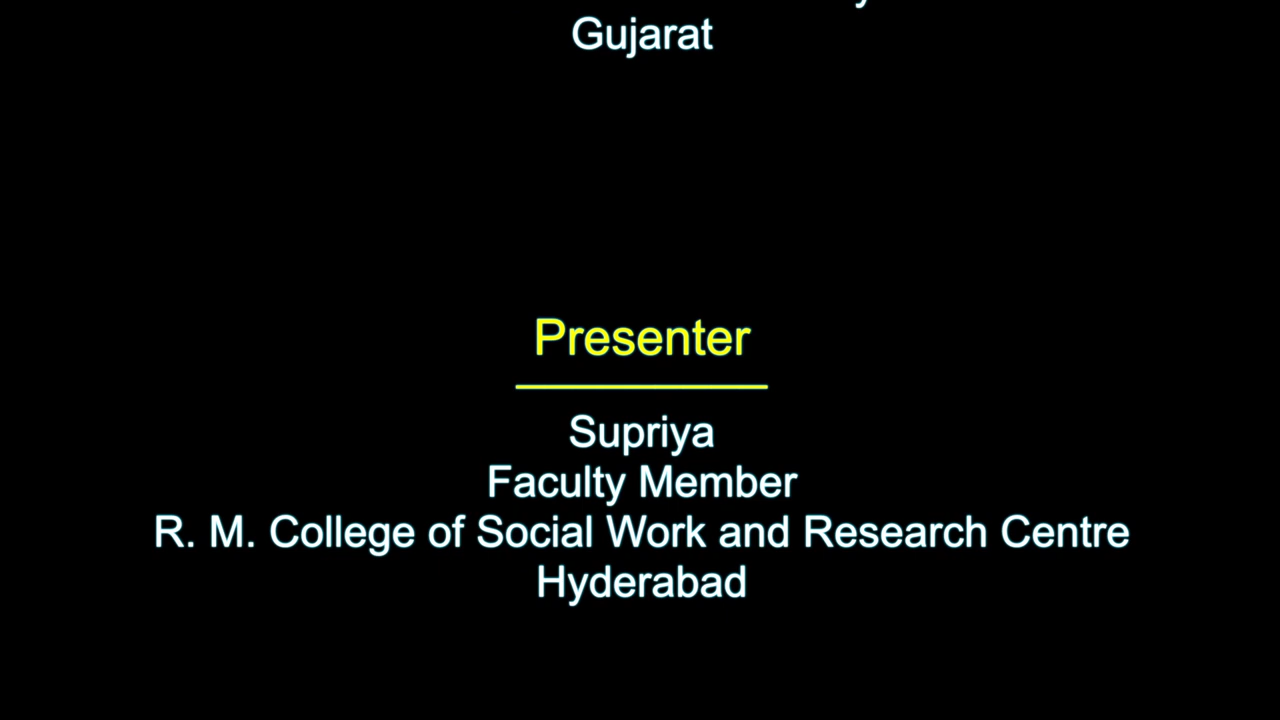 Gujarat
Presenter
Supriya
Faculty Member
R. M. College of Social Work and Research Centre
Hyderabad